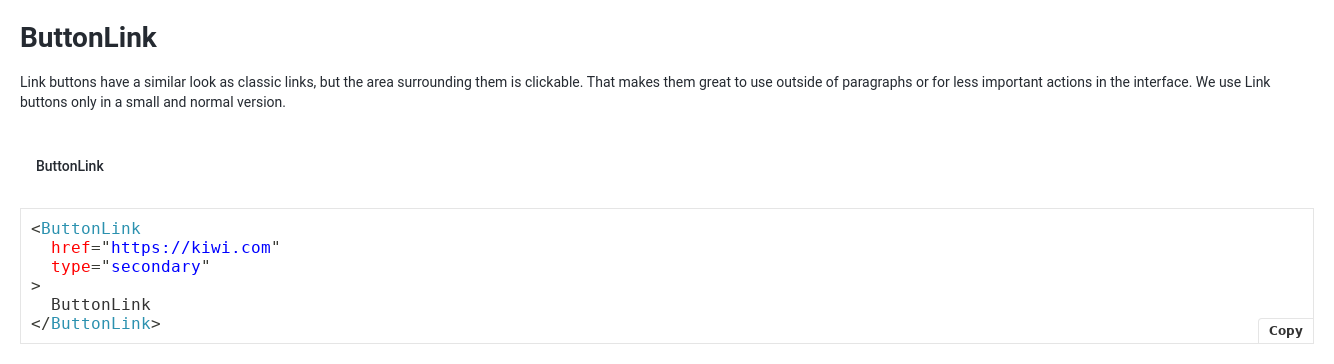 ButtonLink
Link buttons have a similar look as classic links, but the area surrounding them is clickable. That makes them great to use outside of paragraphs or for less important actions in the interface. We use Link
buttons only in a small and normal version.
ButtonLink
<ButtonLink
  href="https://kiwi.com"
  type="secondary"
>
  ButtonLink
</ButtonLink>
Copy